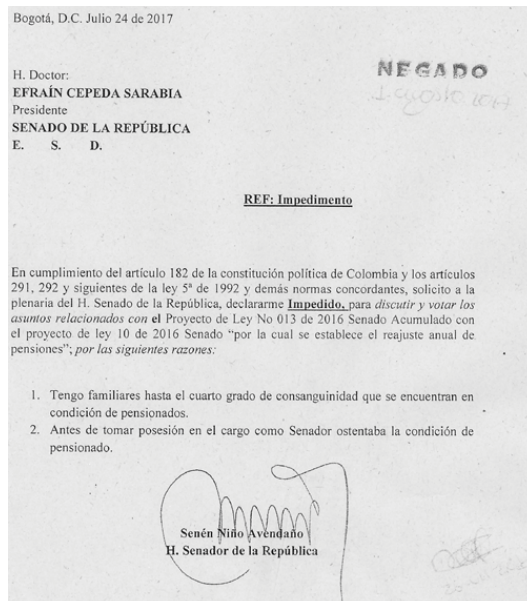 Bogotá, D.C. Julio 24 de 2017
NEGADO
1. agosto 2017
H. Doctor:
EFRAÍN CEPEDA SARABIA
Presidente
SENADO DE LA REPÚBLICA
E. S. D.
REF: Impedimento
En cumplimiento del artículo 182 de la constitución política de Colombia y los artículos
291, 292 y siguientes de la ley 5ª de 1992 y demás normas concordantes, solicito a la
plenaria del H. Senado de la República, declararme Impedido, para discutir y votar los
asuntos relacionados con el Proyecto de Ley No 013 de 2016 Senado Acumulado con
el proyecto de ley 10 de 2016 Senado “por la cual se establece el reajuste anual de
pensiones”; por las siguientes razones:
1. Tengo familiares hasta el cuarto grado de consanguinidad que se encuentran en
condición de pensionados.
2. Antes de tomar posesión en el cargo como Senador ostentaba la condición de
pensionado.
Senén Niño Avendaño
H. Senador de la República